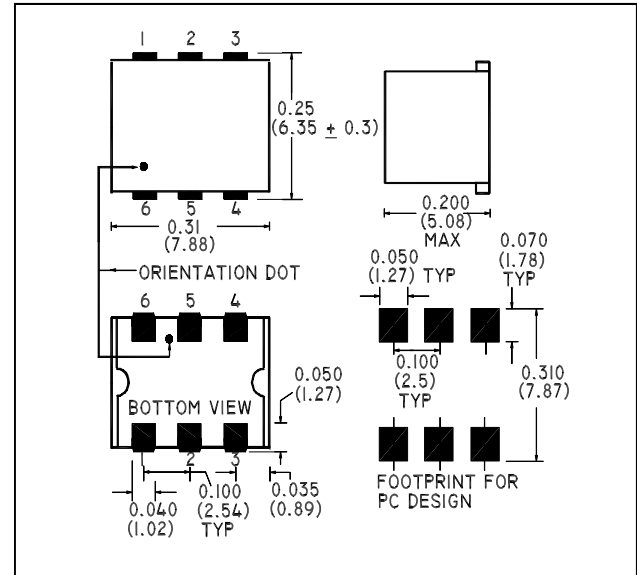 1 2 3
0.25
(6.35 ± 0.3)
6 5 4
0.31
(7.88)
0.200
(5.08)
MAX
ORIENTATION DOT
0.050
(1.27) TYP
0.070
(1.78)
TYP
6 5 4
0.100
(2.5)
TYP
0.310
(7.87)
0.050
(1.27)
BOTTOM VIEW
2 3
0.040
(1.02)
0.100
(2.54)
TYP
0.035
(0.89)
FOOTPRINT FOR
PC DESIGN